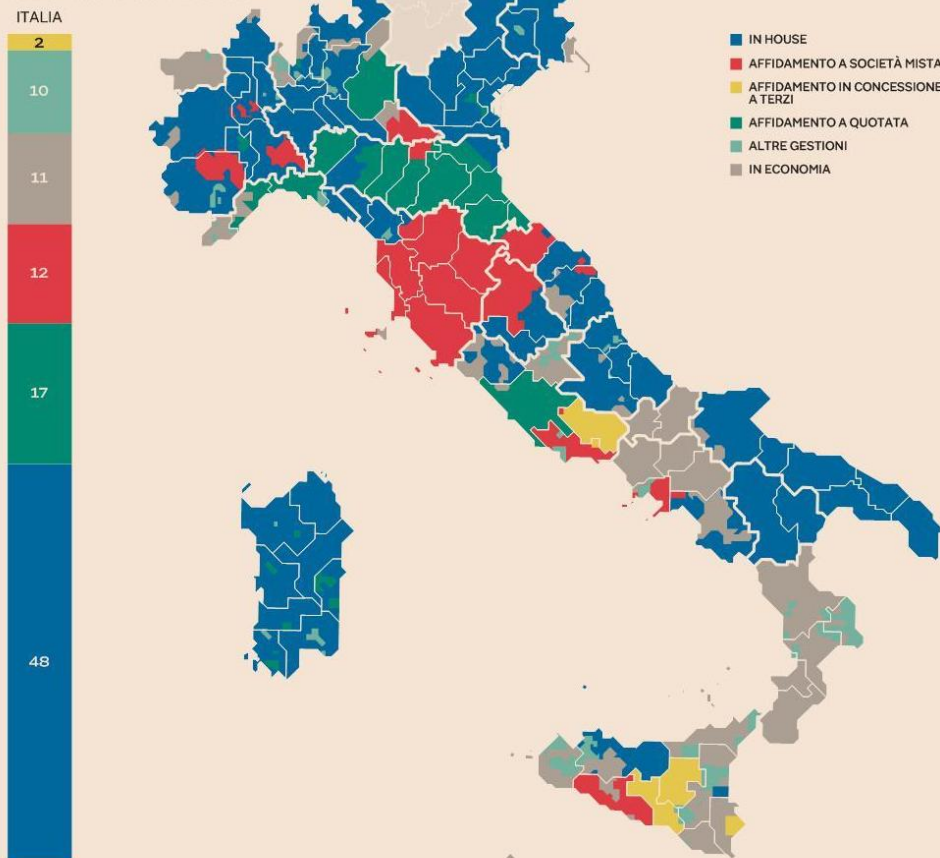 ITALIA
2
10
11
12
17
48
IN HOUSE
AFFIDAMENTO A SOCIETÀ MISTA
AFFIDAMENTO IN CONCESSIONE
A TERZI
AFFIDAMENTO A QUOTATA
ALTRE GESTIONI
IN ECONOMIA